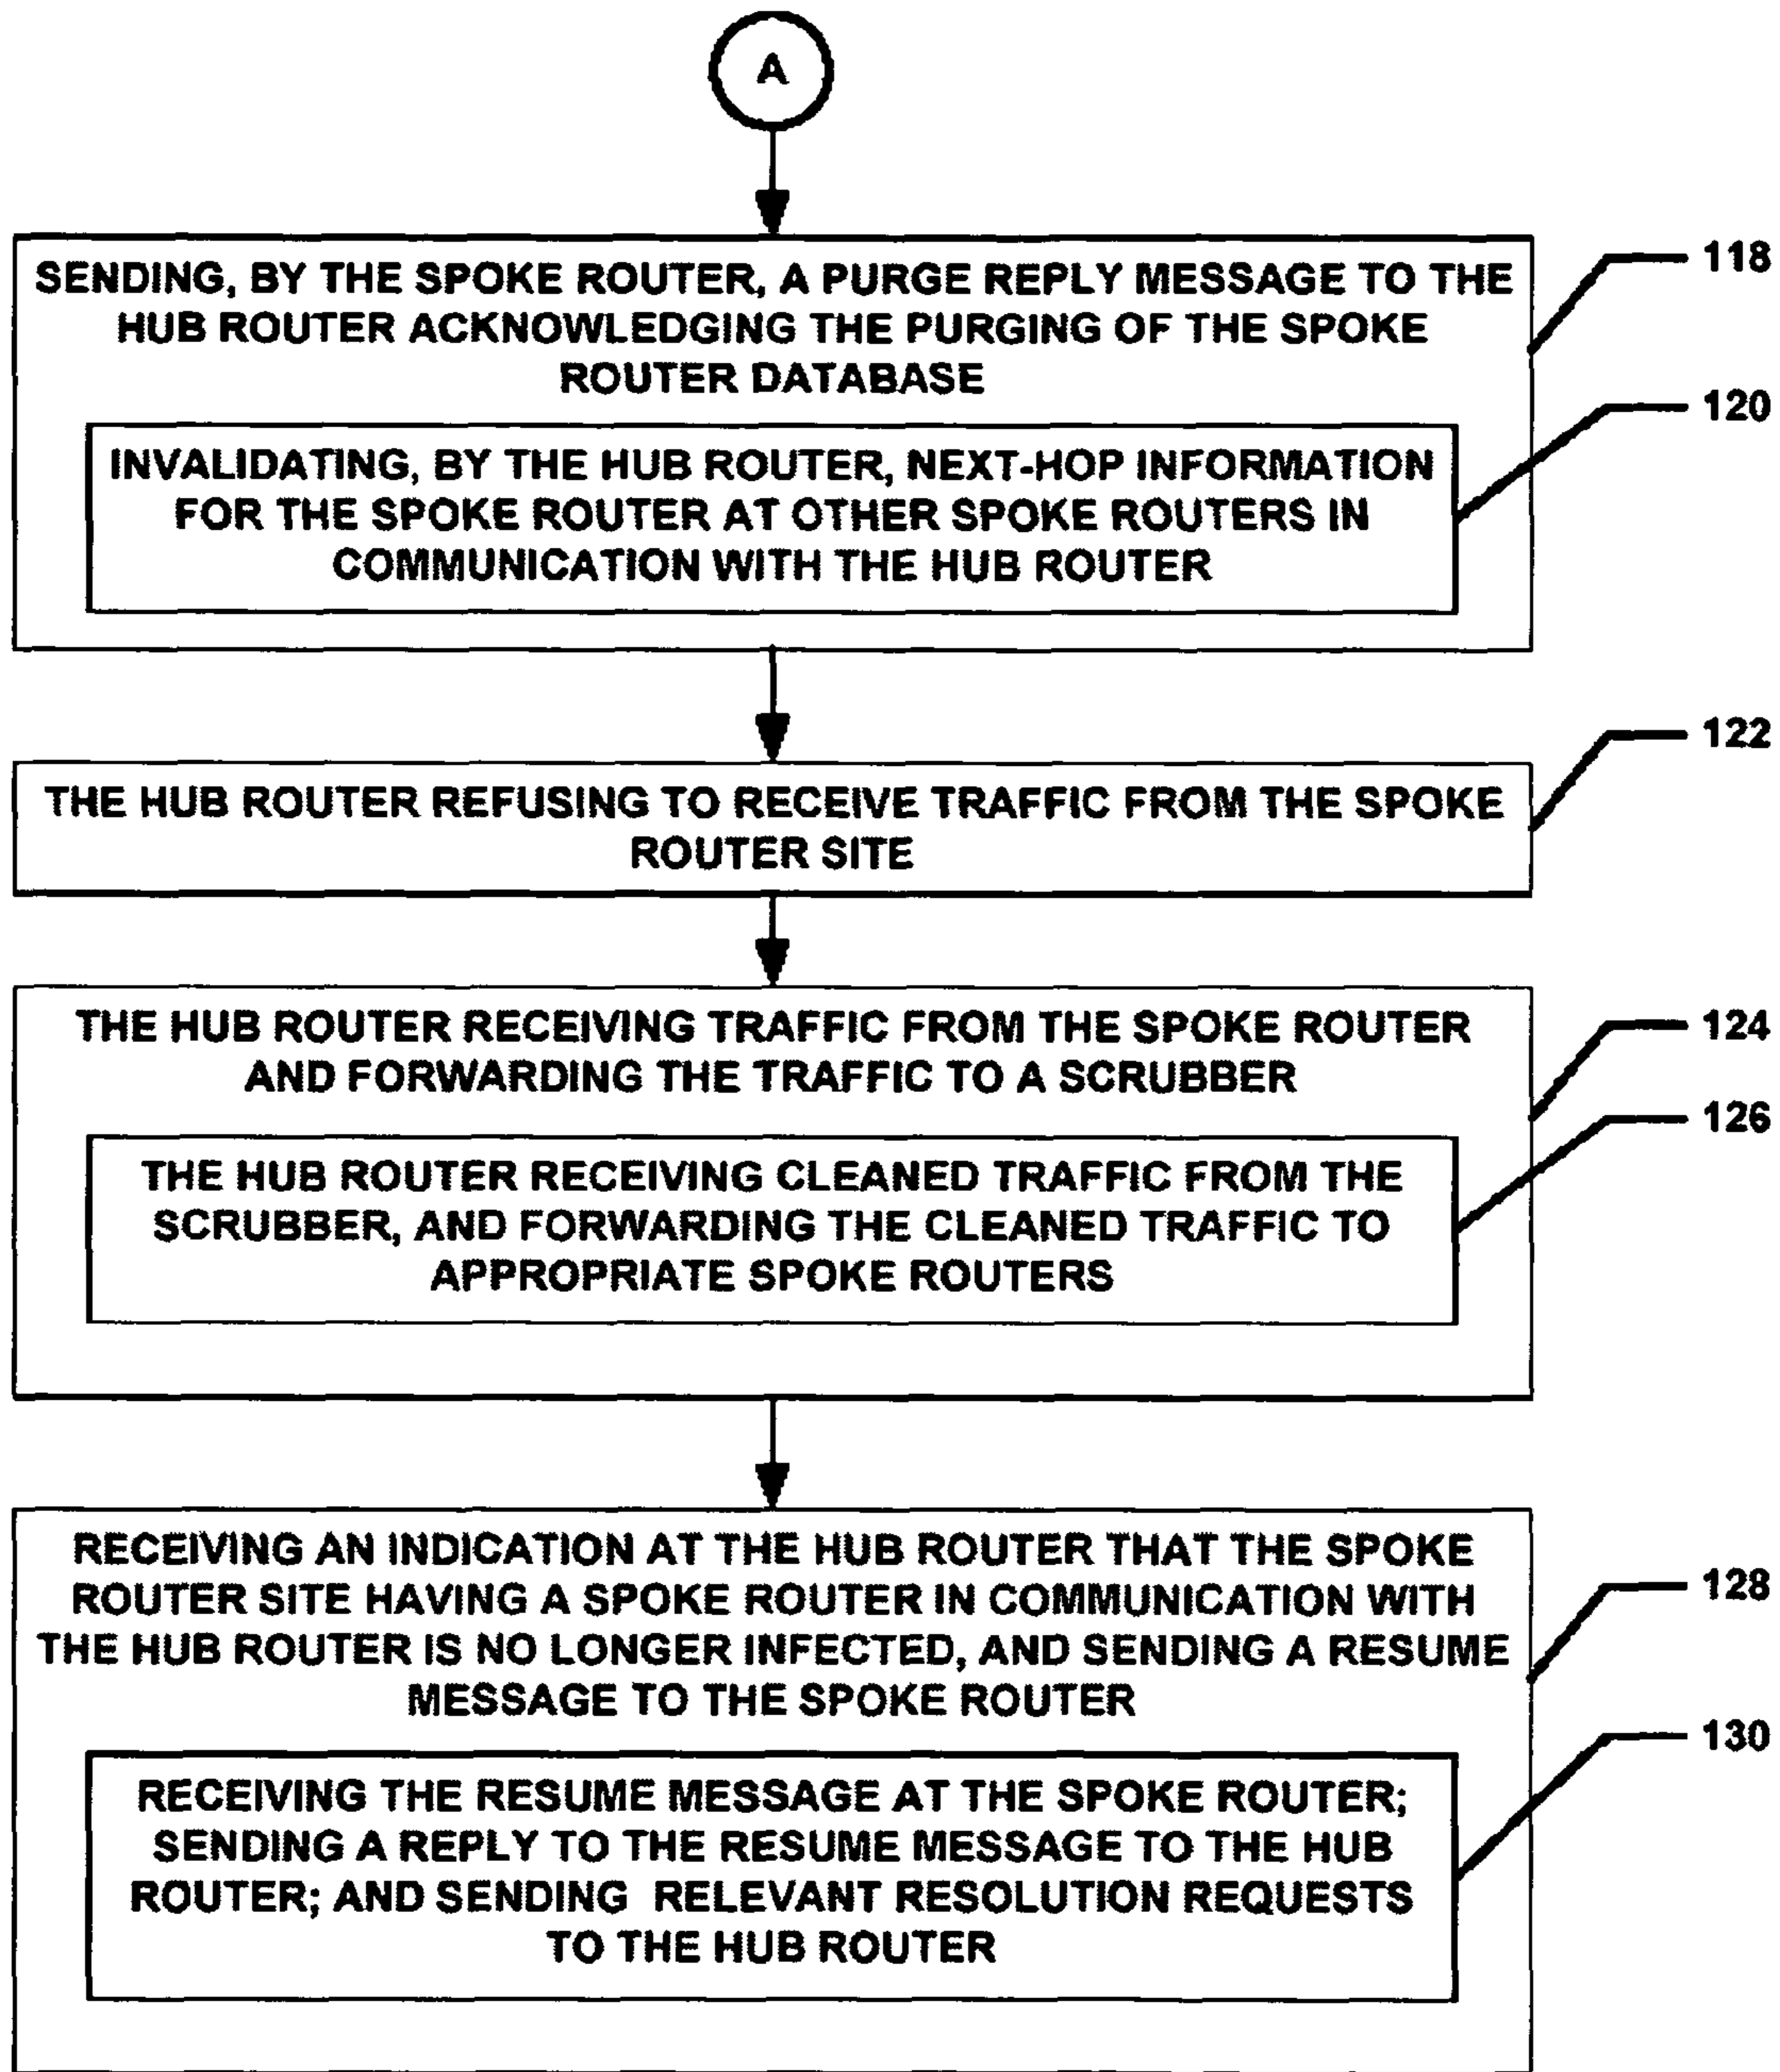 A
SENDING, BY THE SPOKE ROUTER, A PURGE REPLY MESSAGE TO THE
HUB ROUTER ACKNOWLEDGING THE PURGING OF THE SPOKE
ROUTER DATABASE
118
INVALIDATING, BY THE HUB ROUTER, NEXT-HOP INFORMATION
FOR THE SPOKE ROUTER AT OTHER SPOKE ROUTERS IN
COMMUNICATION WITH THE HUB ROUTER
120
THE HUB ROUTER REFUSING TO RECEIVE TRAFFIC FROM THE SPOKE
ROUTER SITE
122
THE HUB ROUTER RECEIVING TRAFFIC FROM THE SPOKE ROUTER
AND FORWARDING THE TRAFFIC TO A SCRUBBER
124
THE HUB ROUTER RECEIVING CLEANED TRAFFIC FROM THE
SCRUBBER, AND FORWARDING THE CLEANED TRAFFIC TO
APPROPRIATE SPOKE ROUTERS
126
RECEIVING AN INDICATION AT THE HUB ROUTER THAT THE SPOKE
ROUTER SITE HAVING A SPOKE ROUTER IN COMMUNICATION WITH
THE HUB ROUTER IS NO LONGER INFECTED, AND SENDING A RESUME
MESSAGE TO THE SPOKE ROUTER
128
RECEIVING THE RESUME MESSAGE AT THE SPOKE ROUTER;
SENDING A REPLY TO THE RESUME MESSAGE TO THE HUB
ROUTER; AND SENDING RELEVANT RESOLUTION REQUESTS
TO THE HUB ROUTER
130